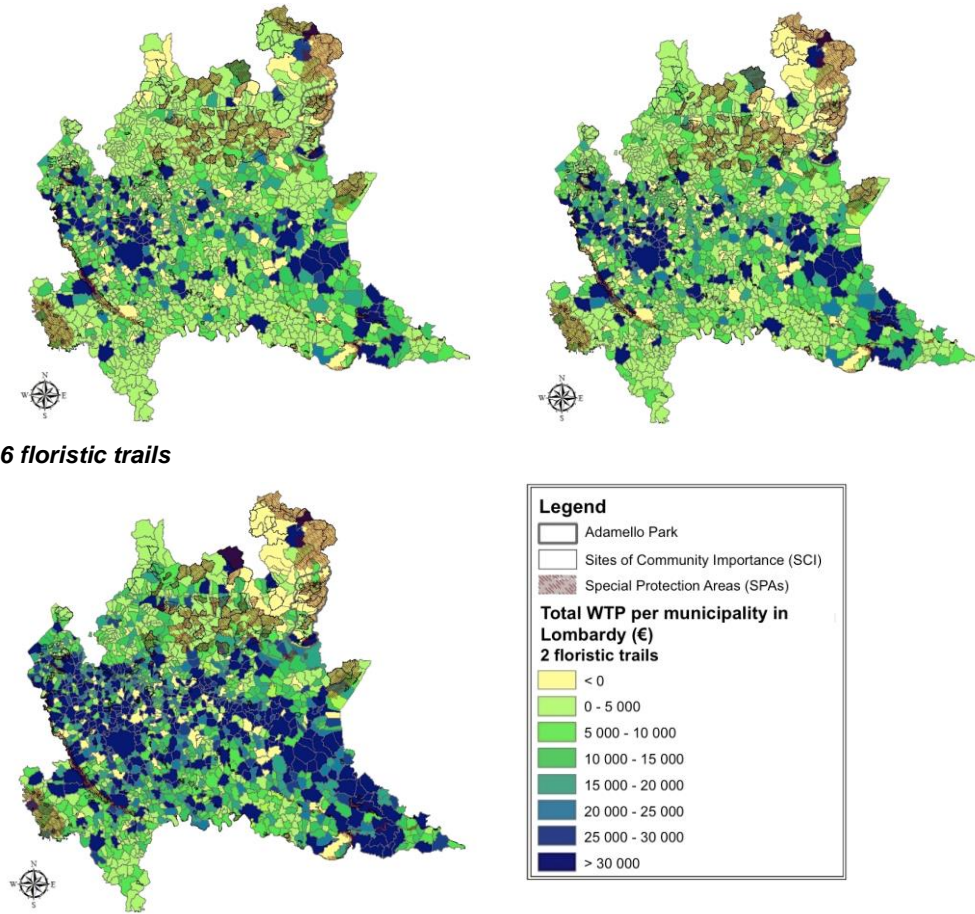 N
W E
S
N
W E
S
6 floristic trails
N
W E
S
Legend
Adamello Park
Sites of Community Importance (SCI)
Special Protection Areas (SPAs)
Total WTP per municipality in
Lombardy (€)
2 floristic trails
< 0
0 - 5 000
5 000 - 10 000
10 000 - 15 000
15 000 - 20 000
20 000 - 25 000
25 000 - 30 000
> 30 000